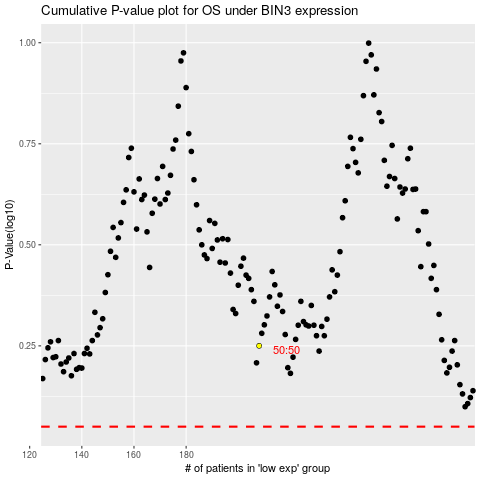 Cumulative P-value plot for OS under BIN3 expression
P-Value(log10)
1.00
0.75
0.50
0.25
50:50
120 140 160 180
# of patients in 'low exp' group